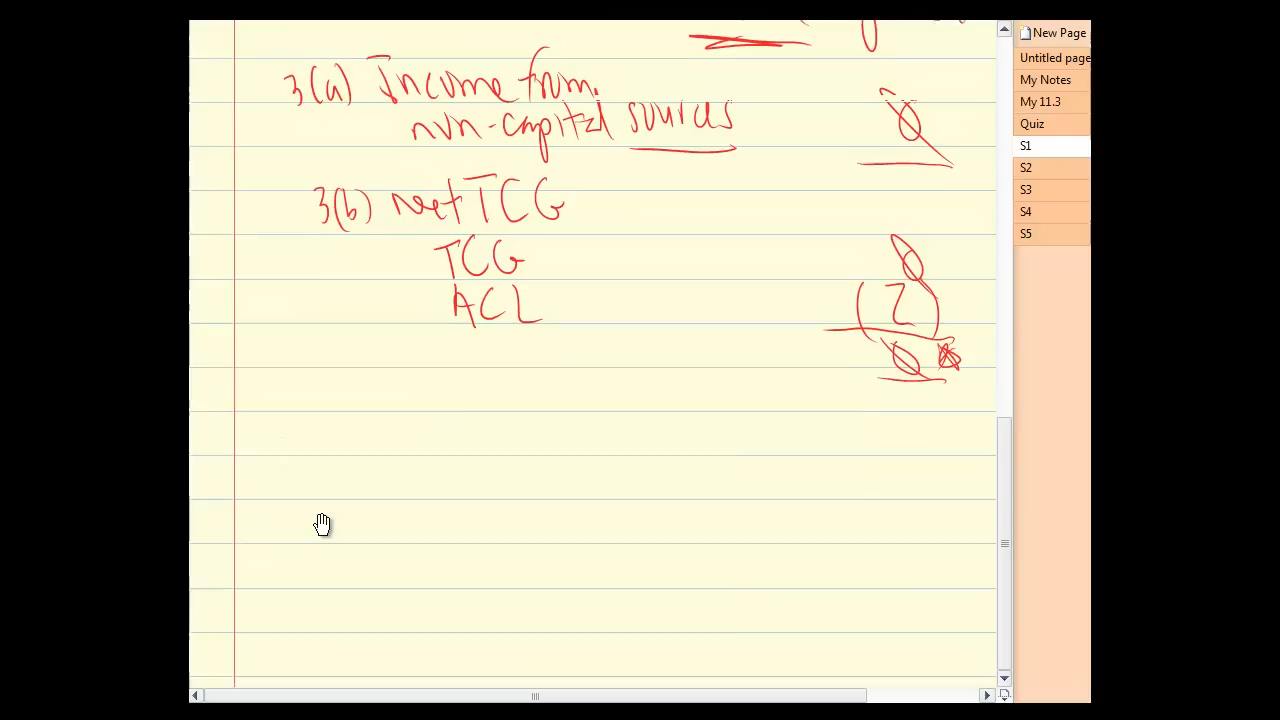 3(a) Income from
non-capital sources Ø
3(b) net TCG
TCG Ø
ACL (2)
Ø
New Page
Untitled page
My Notes
My 11.3
Quiz
S1
S2
S3
S4
S5